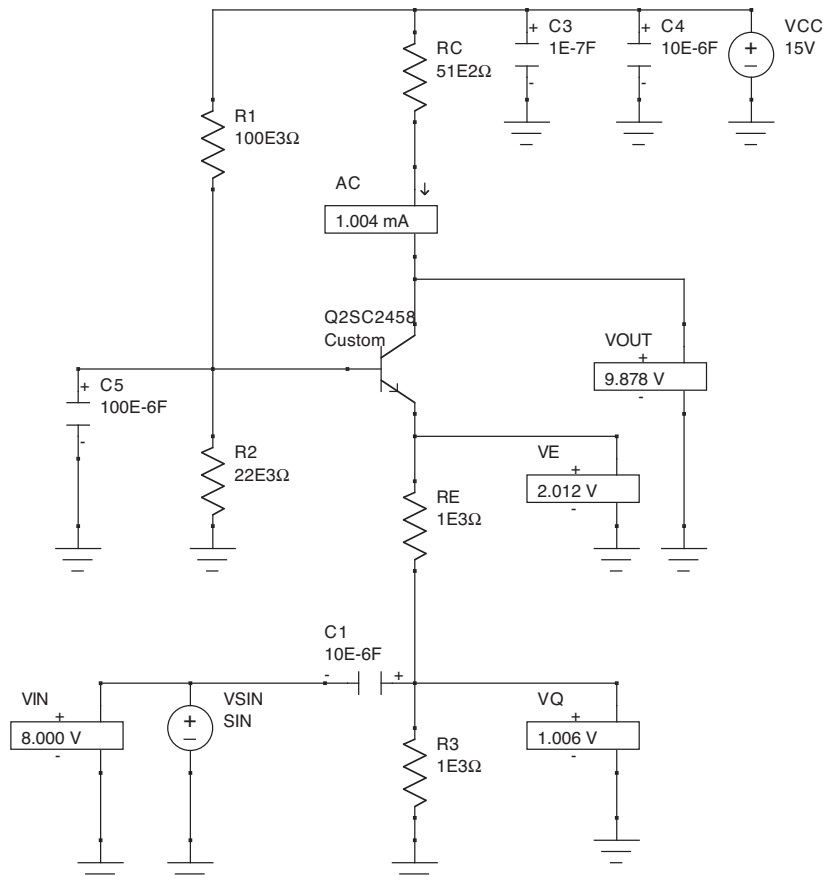 C3
1E-7F
C4
10E-6F
VCC
15V
RC
51E2Ω
R1
100E3Ω
AC
1.004 mA
Q2SC2458
Custom
VOUT
9.878 V
C5
100E-6F
R2
22E3Ω
VE
2.012 V
RE
1E3Ω
C1
10E-6F
VIN
8.000 V
VSIN
SIN
VQ
1.006 V
R3
1E3Ω